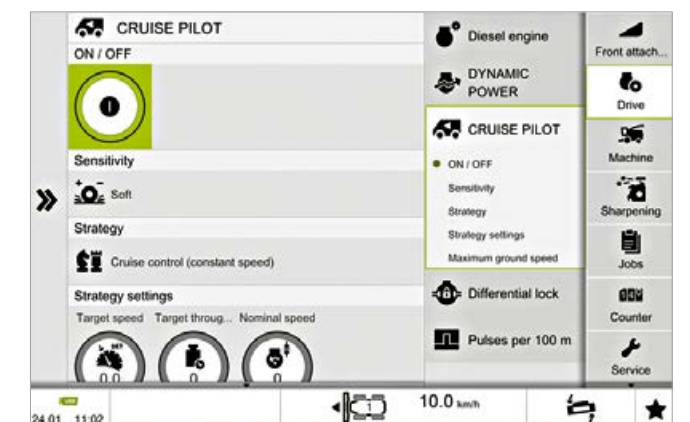 CRUISE PILOT
ON / OFF
Sensitivity
Soft
Strategy
Cruise control (constant speed)
Strategy settings
Target speed Target throug... Nominal speed
SET
0.0 0 0
Diesel engine
DYNAMIC
POWER
CRUISE PILOT
ON / OFF
Sensitivity
Strategy
Strategy settings
Maximum ground speed
Differential lock
Pulses per 100 m
Front attach...
Drive
Machine
Sharpening
Jobs
Counter
Service
24.01. 11:02
1
10.0 km/h